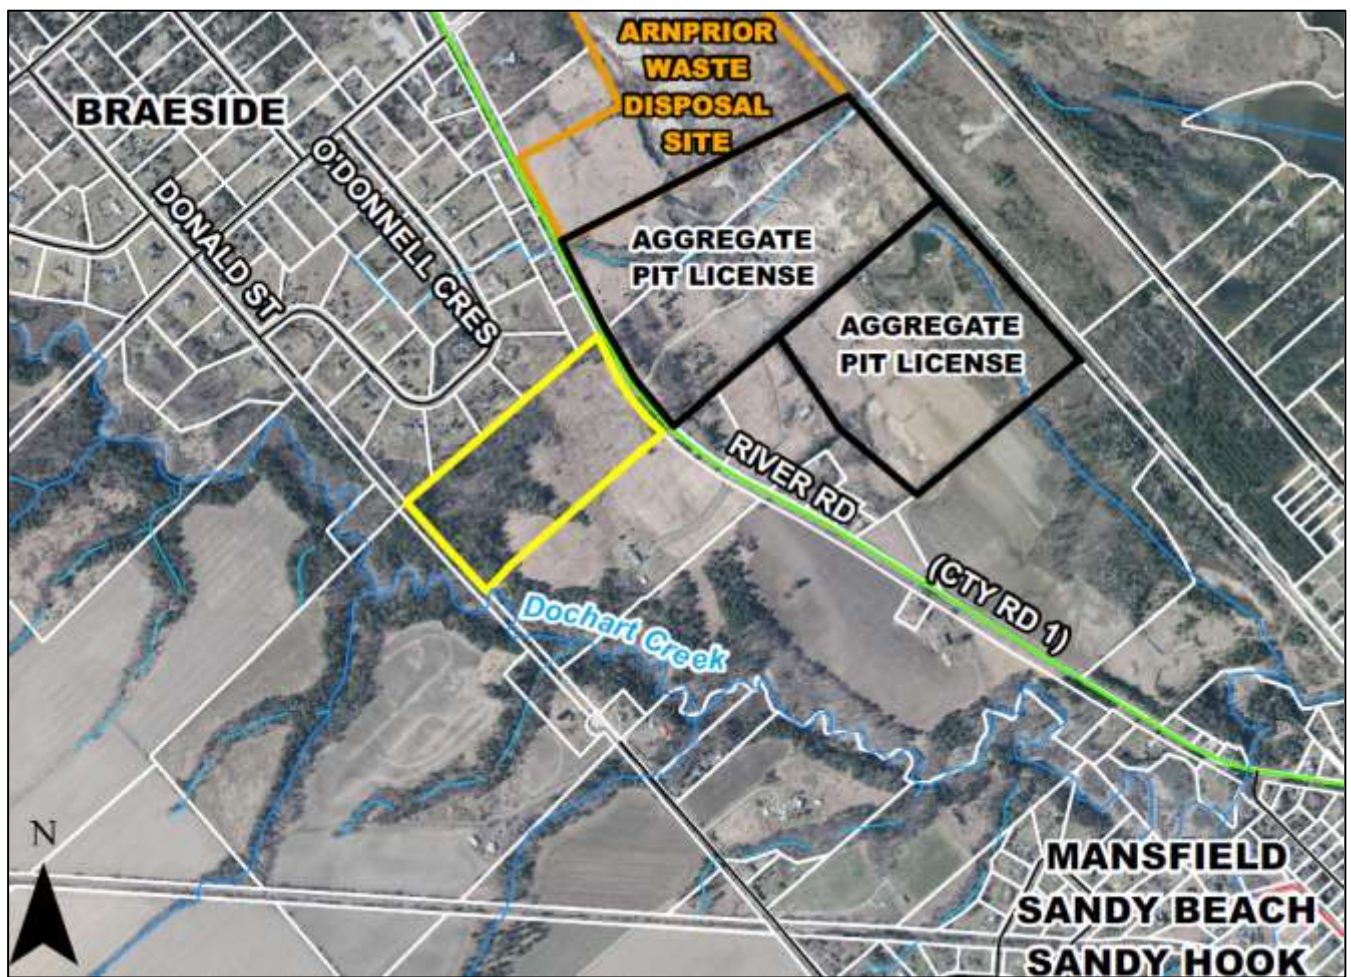 ARNPRIOR
WASTE
DISPOSAL
SITE
BRAESIDE
O'DONNELL CRES
DONALD ST
AGGREGATE
PIT LICENSE
AGGREGATE
PIT LICENSE
RIVER RD
(CTY RD 1)
Dochart Creek
N
MANSFIELD
SANDY BEACH
SANDY HOOK